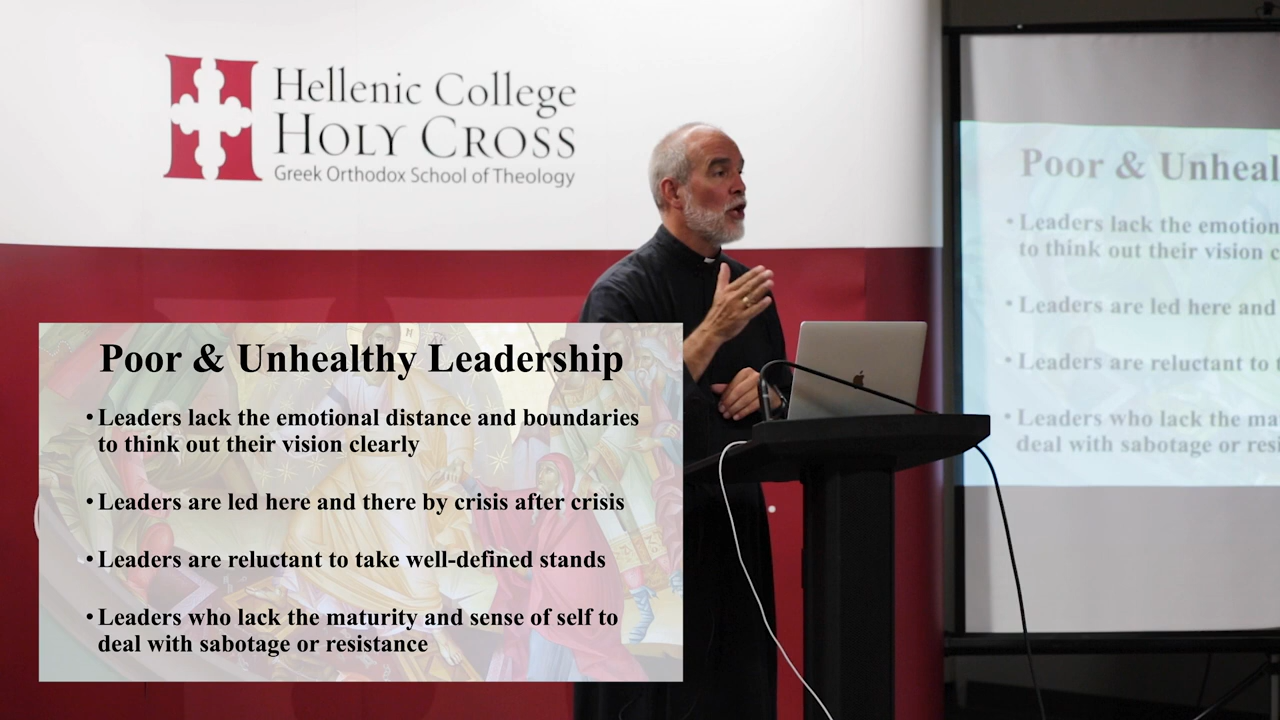 Hellenic College
HOLY CROSS
Greek Orthodox School of Theology
Poor & Unhealthy Leadership
• Leaders lack the emotional distance and boundaries
to think out their vision clearly
• Leaders are led here and there by crisis after crisis
• Leaders are reluctant to take well-defined stands
• Leaders who lack the maturity and sense of self to
deal with sabotage or resistance
Poor & Unheal
• Leaders lack the emotion
to think out their vision c
• Leaders are led here and
• Leaders are reluctant to t
• Leaders who lack the ma
deal with sabotage or resi